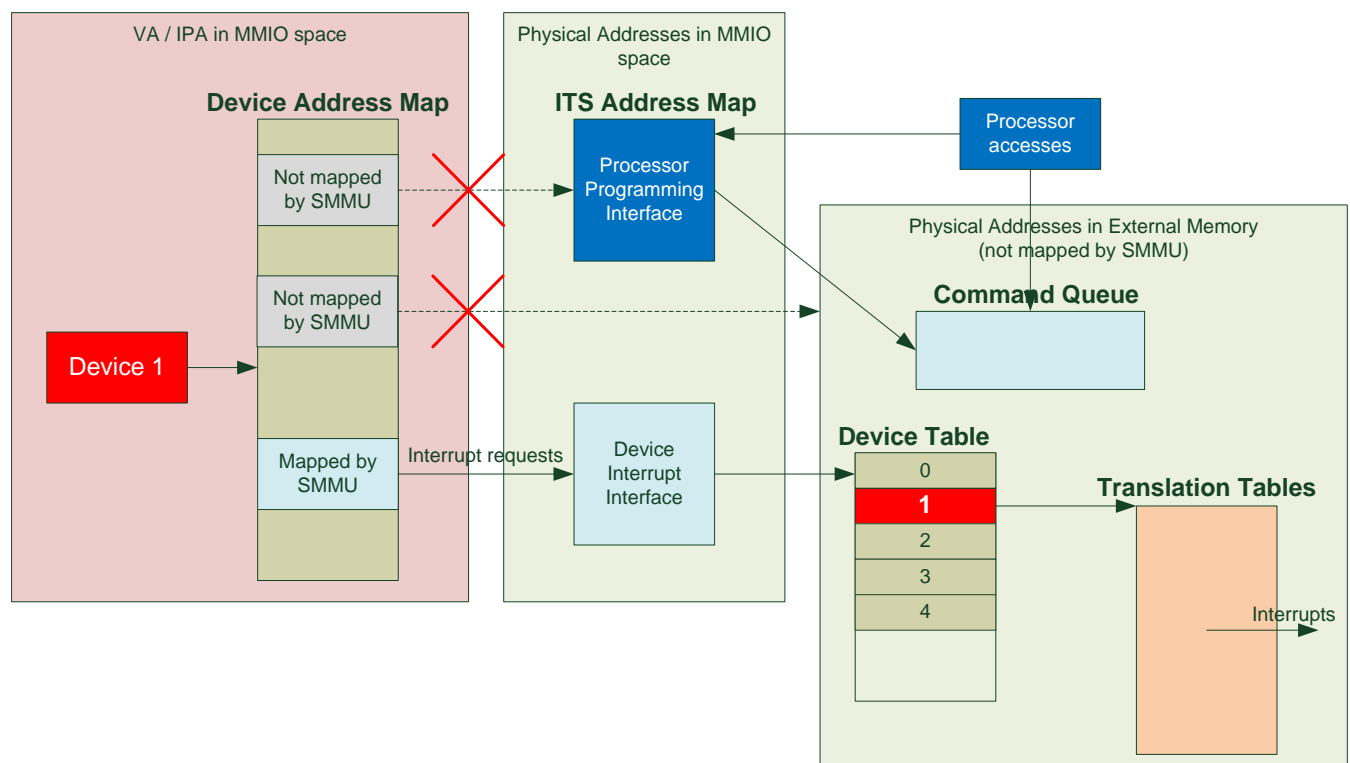 VA / IPA in MMIO space
Device Address Map
Not mapped
by SMMU
Not mapped
by SMMU
Device 1
Mapped by
SMMU
Interrupt requests
Physical Addresses in MMIO
space
ITS Address Map
Processor
Programming
Interface
Device
Interrupt
Interface
Processor
accesses
Physical Addresses in External Memory
(not mapped by SMMU)
Command Queue
Device Table
0
1
2
3
4
Translation Tables
Interrupts